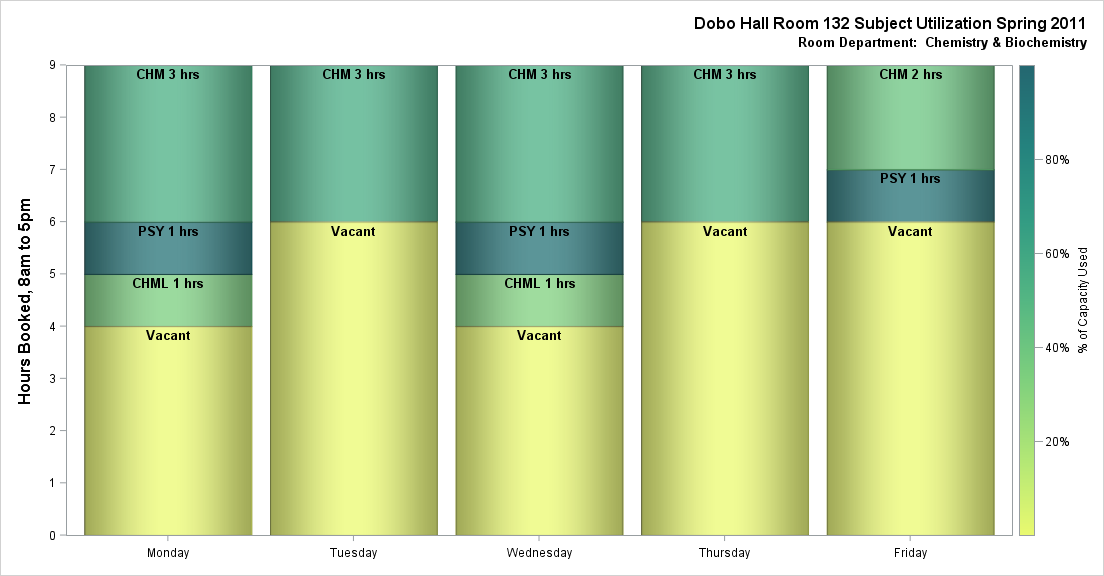 Dobo Hall Room 132 Subject Utilization Spring 2011
Room Department: Chemistry & Biochemistry
Hours Booked, 8am to 5pm
9
8
7
6
5
4
3
2
1
0
CHM 3 hrs
PSY 1 hrs
CHML 1 hrs
Vacant
Monday
CHM 3 hrs
Vacant
Tuesday
CHM 3 hrs
PSY 1 hrs
CHML 1 hrs
Vacant
Wednesday
CHM 3 hrs
Vacant
Thursday
CHM 2 hrs
PSY 1 hrs
Vacant
Friday
80%
60%
40%
20%
% of Capacity Used